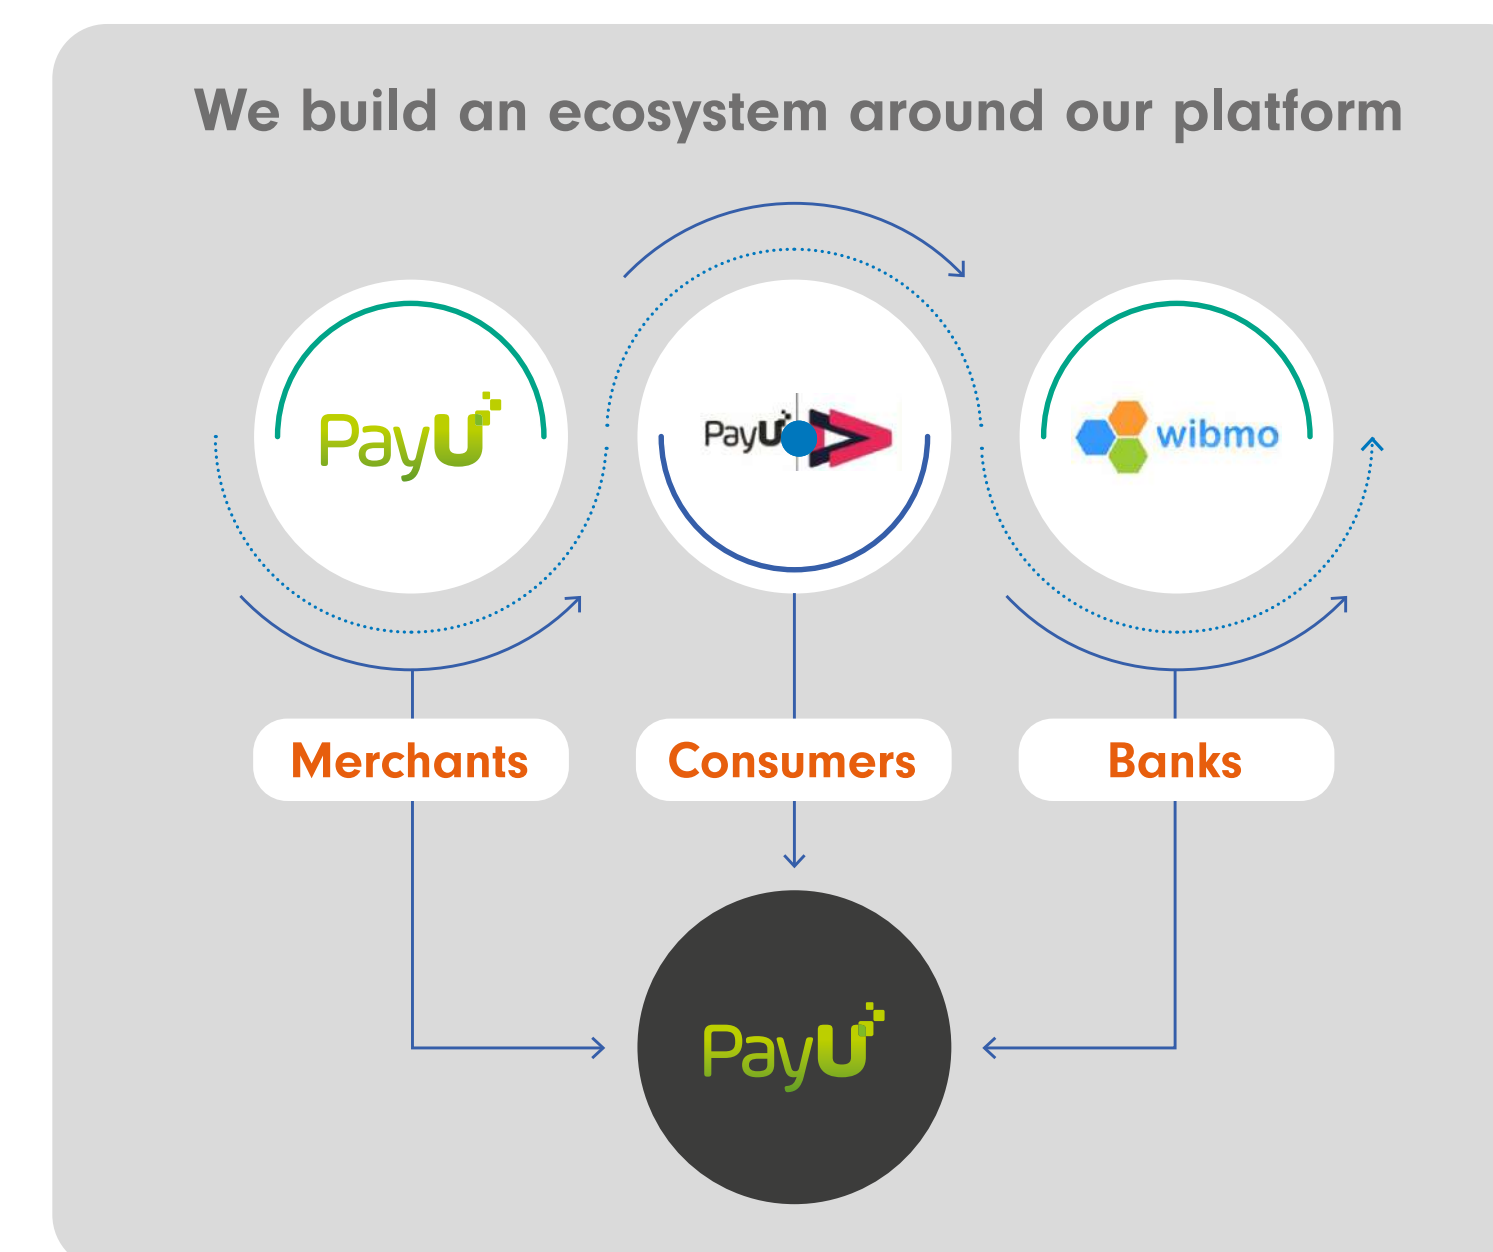 We build an ecosystem around our platform
PayU
PayU
wibmo
Merchants
Consumers
Banks
PayU